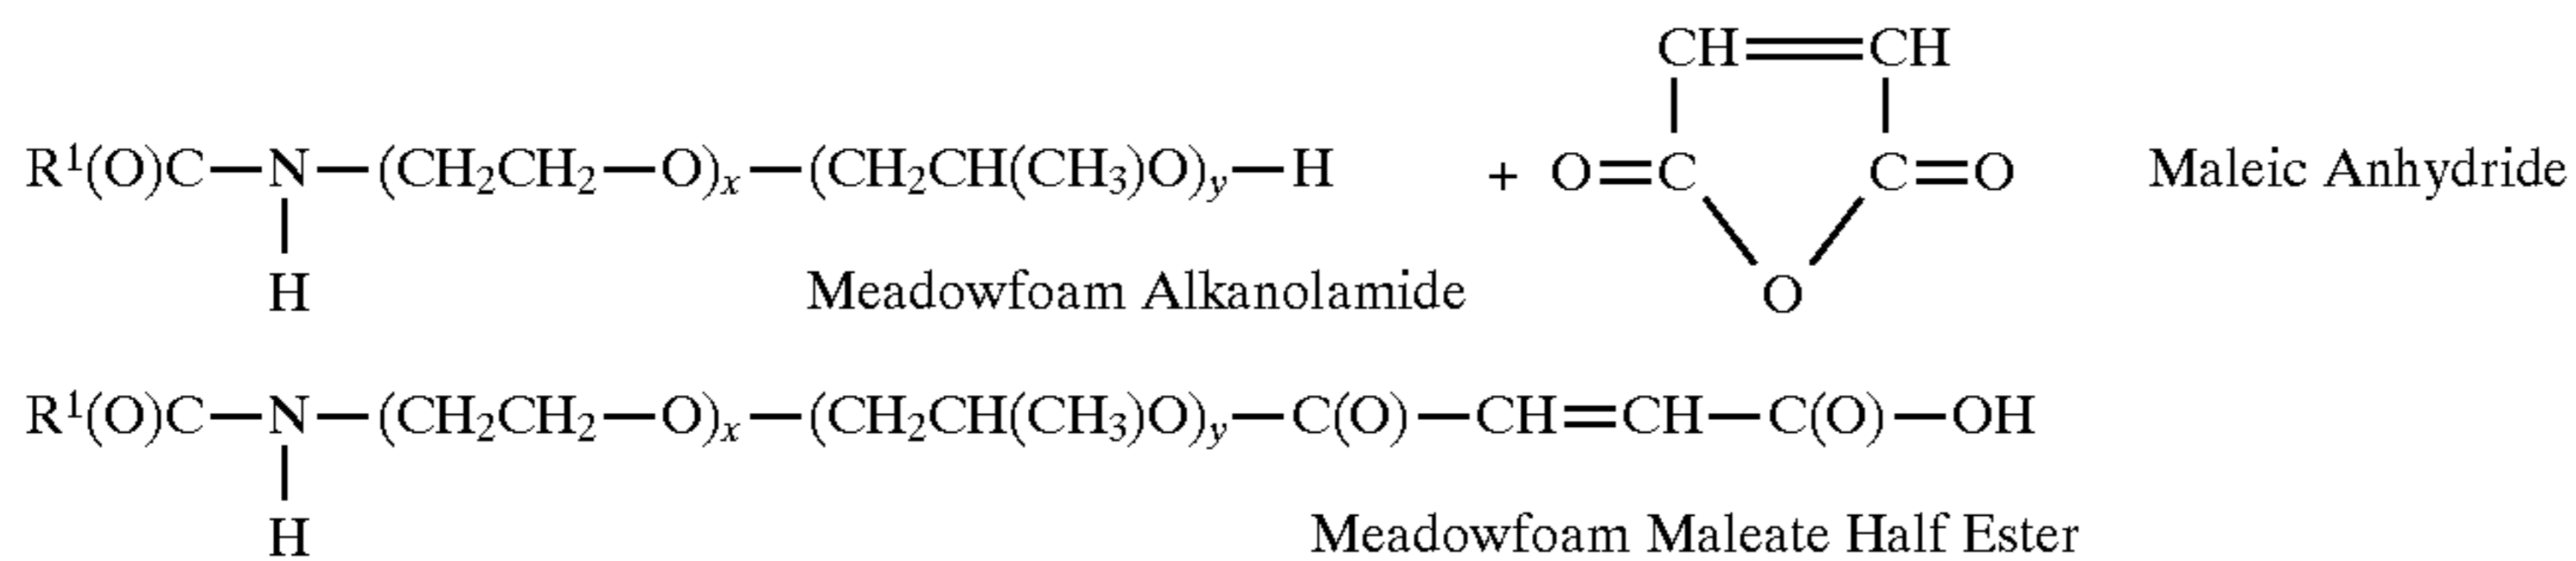 R¹(O)C—N—(CH₂CH₂—O)ₓ—(CH₂CH(CH₃)O)ᵧ—H + O=C C=O Maleic Anhydride
CH=CH
H
O
Meadowfoam Alkanolamide
R¹(O)C—N—(CH₂CH₂—O)ₓ—(CH₂CH(CH₃)O)ᵧ—C(O)—CH=CH—C(O)—OH
H
Meadowfoam Maleate Half Ester